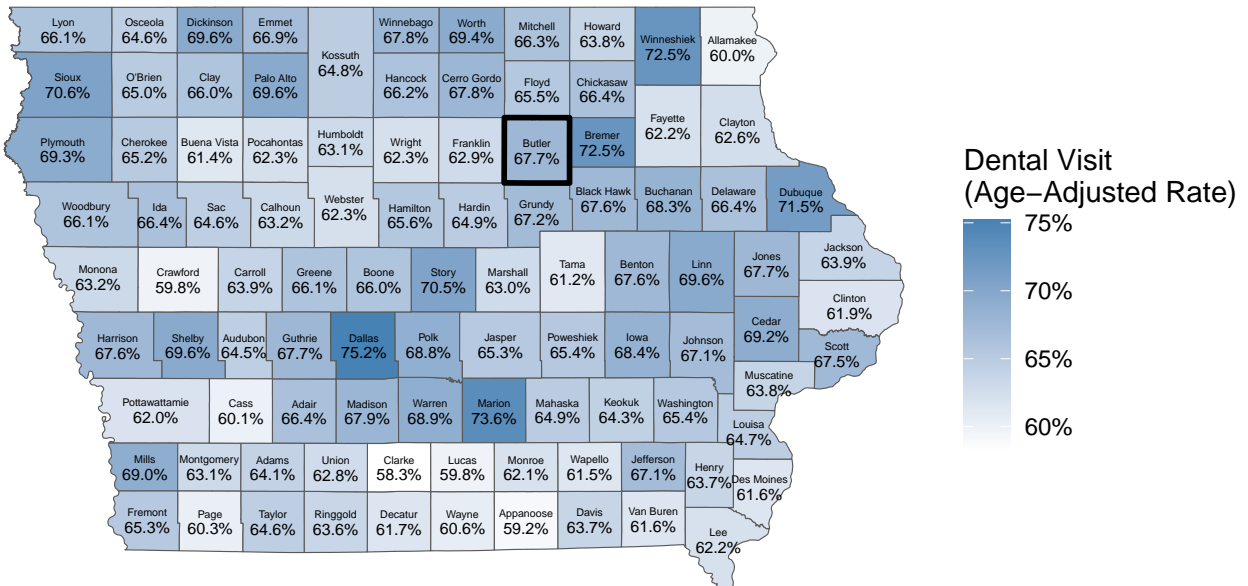 Lyon
66.1%
Osceola
64.6%
Dickinson
69.6%
Emmet
66.9%
Kossuth
64.8%
Winnebago
67.8%
Worth
69.4%
Mitchell
66.3%
Howard
63.8%
Winneshiek
72.5%
Allamakee
60.0%
Sioux
70.6%
O'Brien
65.0%
Clay
66.0%
Palo Alto
69.6%
Hancock
66.2%
Cerro Gordo
67.8%
Floyd
65.5%
Chickasaw
66.4%
Fayette
62.2%
Clayton
62.6%
Plymouth
69.3%
Cherokee
65.2%
Buena Vista
61.4%
Pocahontas
62.3%
Humboldt
63.1%
Wright
62.3%
Franklin
62.9%
Butler
67.7%
Bremer
72.5%
Woodbury
66.1%
Ida
66.4%
Sac
64.6%
Calhoun
63.2%
Webster
62.3%
Hamilton
65.6%
Hardin
64.9%
Grundy
67.2%
Black Hawk
67.6%
Buchanan
68.3%
Delaware
66.4%
Dubuque
71.5%
Monona
63.2%
Crawford
59.8%
Carroll
63.9%
Greene
66.1%
Boone
66.0%
Story
70.5%
Marshall
63.0%
Tama
61.2%
Benton
67.6%
Linn
69.6%
Jones
67.7%
Jackson
63.9%
Clinton
61.9%
Harrison
67.6%
Shelby
69.6%
Audubon
64.5%
Guthrie
67.7%
Dallas
75.2%
Polk
68.8%
Jasper
65.3%
Poweshiek
65.4%
Iowa
68.4%
Johnson
67.1%
Cedar
69.2%
Scott
67.5%
Muscatine
63.8%
Pottawattamie
62.0%
Cass
60.1%
Adair
66.4%
Madison
67.9%
Warren
68.9%
Marion
73.6%
Mahaska
64.9%
Keokuk
64.3%
Washington
65.4%
Louisa
64.7%
Mills
69.0%
Montgomery
63.1%
Adams
64.1%
Union
62.8%
Clarke
58.3%
Lucas
59.8%
Monroe
62.1%
Wapello
61.5%
Jefferson
67.1%
Henry
63.7%
Des Moines
61.6%
Fremont
65.3%
Page
60.3%
Taylor
64.6%
Ringgold
63.6%
Decatur
61.7%
Wayne
60.6%
Appanoose
59.2%
Davis
63.7%
Van Buren
61.6%
Lee
62.2%
Dental Visit
(Age−Adjusted Rate)
75%
70%
65%
60%